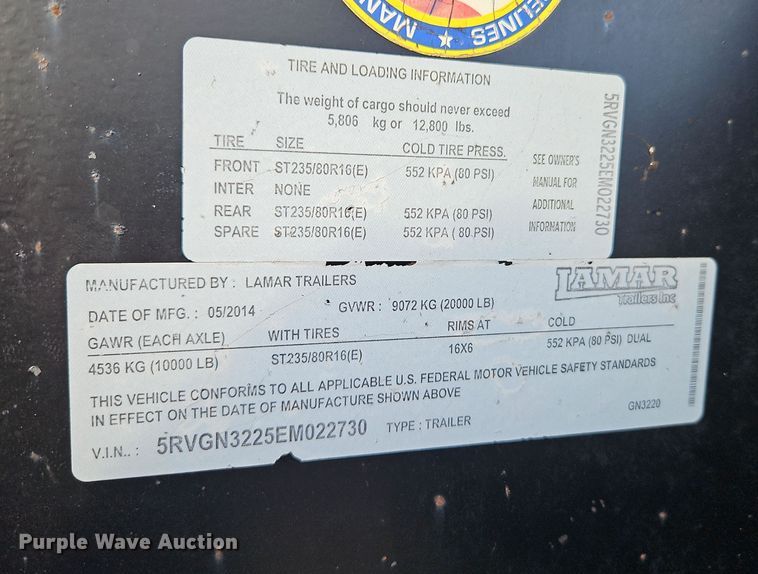 ELINES MAN
TIRE AND LOADING INFORMATION
The weight of cargo should never exceed
5,806 kg or 12,800 lbs.
TIRE SIZE COLD TIRE PRESS.
FRONT ST235/80R16(E) 552 KPA (80 PSI)
INTER NONE
REAR ST235/80R16(E) 552 KPA (80 PSI)
SPARE ST235/80R16(E) 552 KPA ( 80 PSI)
SEE OWNER'S
MANUAL FOR
ADDITIONAL
INFORMATION
5RVGN3225EM022730
MANUFACTURED BY : LAMAR TRAILERS
LAMAR
Trailers Inc
DATE OF MFG. : 05/2014 GVWR : 9072 KG (20000 LB)
GAWR (EACH AXLE) WITH TIRES RIMS AT COLD
4536 KG (10000 LB) ST235/80R16(E) 16X6 552 KPA (80 PSI) DUAL
THIS VEHICLE CONFORMS TO ALL APPLICABLE U.S. FEDERAL MOTOR VEHICLE SAFETY STANDARDS
IN EFFECT ON THE DATE OF MANUFACTURE SHOWN ABOVE
GN3220
V.I.N.. : 5RVGN3225EM022730 TYPE : TRAILER
Purple Wave Auction